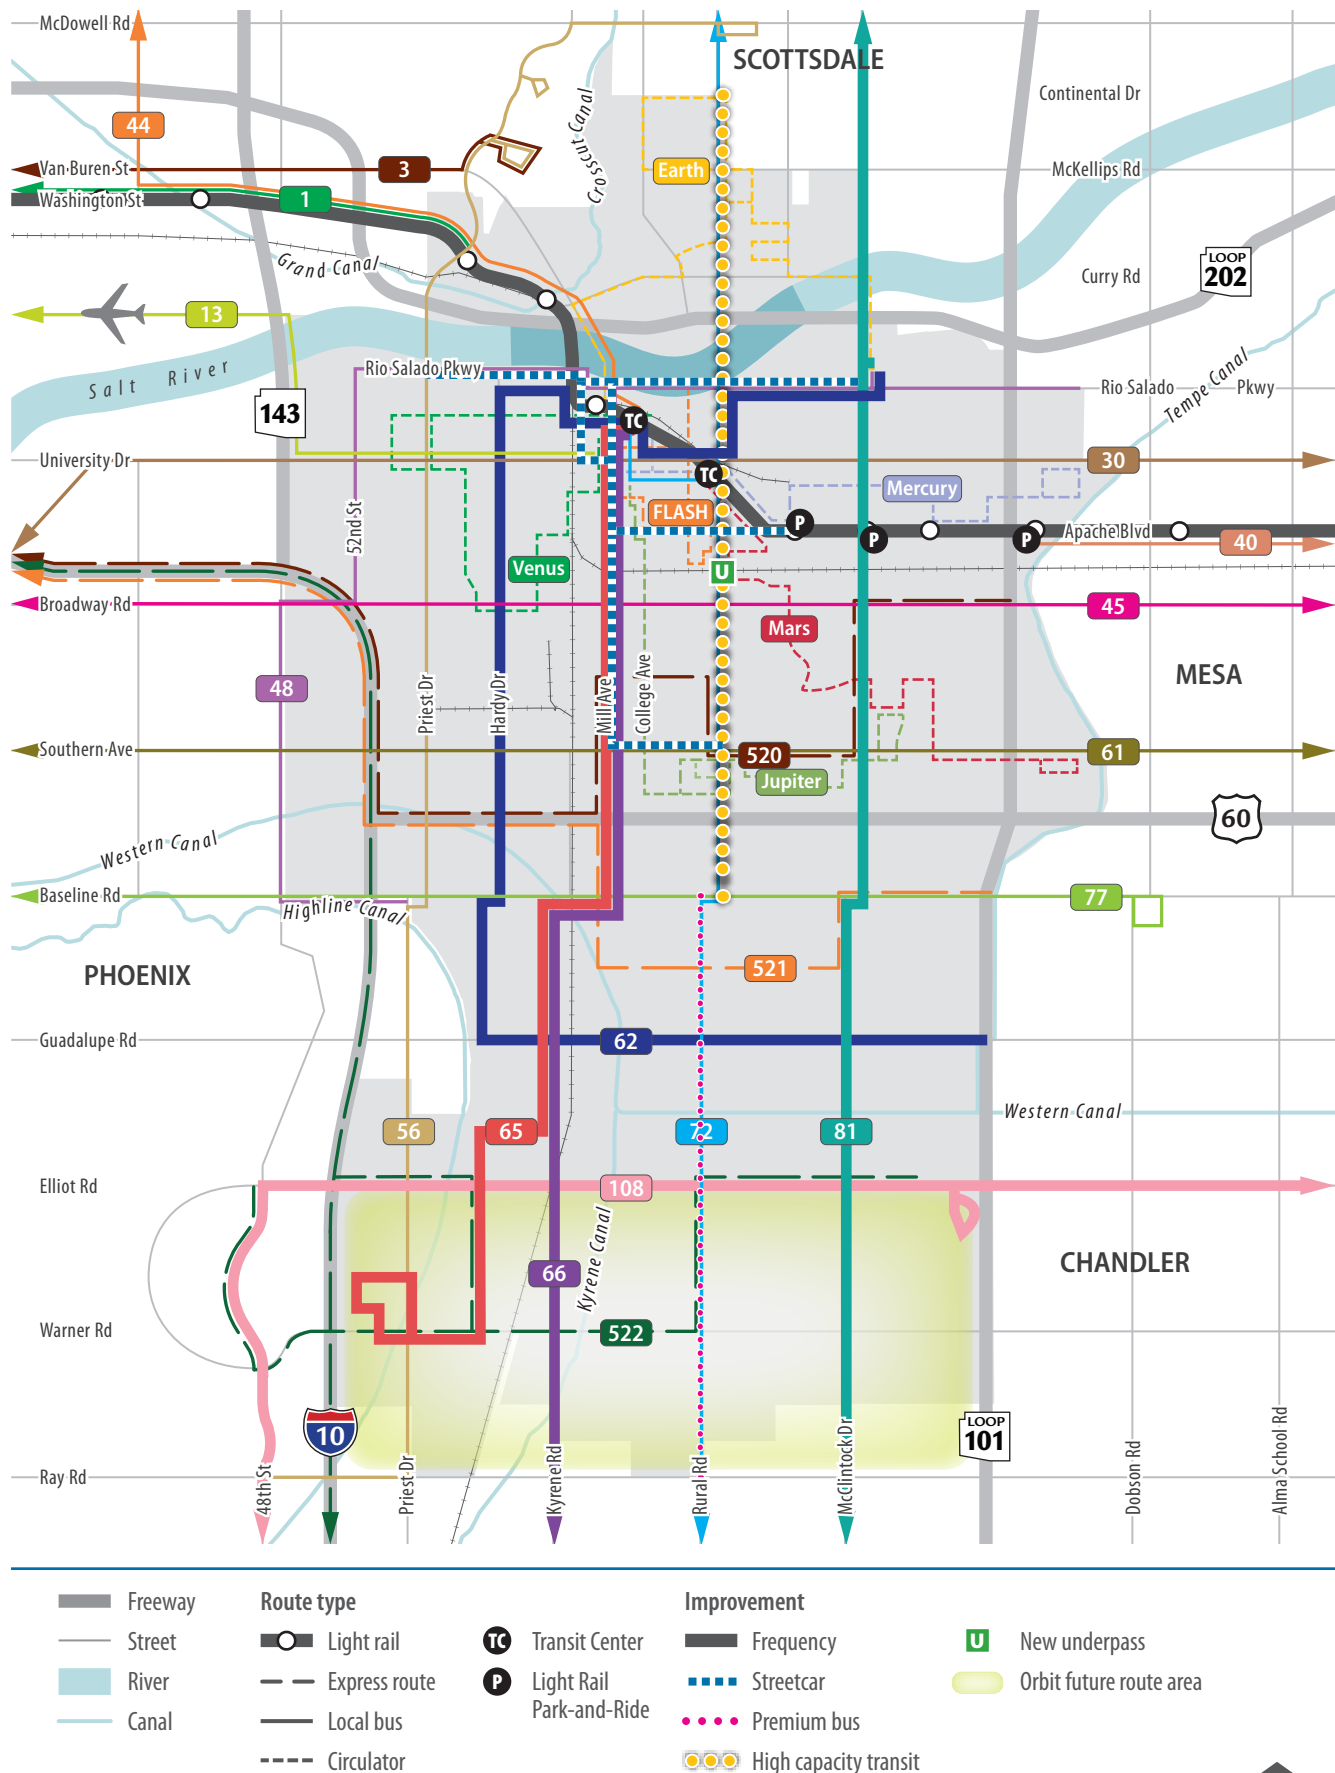 McDowell Rd
SCOTTSDALE
Continental Dr
44
Crosscut Canal
Van Buren St
3
Earth
McKellips Rd
Washington St
1
Grand Canal
LOOP
202
Curry Rd
13
Salt River
Rio Salado Pkwy
Rio Salado Pkwy
Tempe Canal
143
TC
University Dr
30
TC
Mercury
52nd St
FLASH
P
P
P
Apache Blvd
40
Venus
U
Broadway Rd
45
Mars
48
Priest Dr
Hardy Dr
Mill Ave
College Ave
MESA
Southern Ave
520
61
Jupiter
60
Western Canal
Baseline Rd
77
Highline Canal
PHOENIX
521
Guadalupe Rd
62
Western Canal
56
65
72
81
Elliot Rd
108
Kyrene Canal
66
CHANDLER
Warner Rd
522
10
LOOP
101
Ray Rd
48th St
Priest Dr
Kyrene Rd
Rural Rd
McClintock Dr
Dobson Rd
Alma School Rd
Freeway
Street
River
Canal
Route type
Light rail
Express route
Local bus
Circulator
TC Transit Center
P Light Rail
Park-and-Ride
Improvement
Frequency
Streetcar
Premium bus
High capacity transit
U New underpass
Orbit future route area